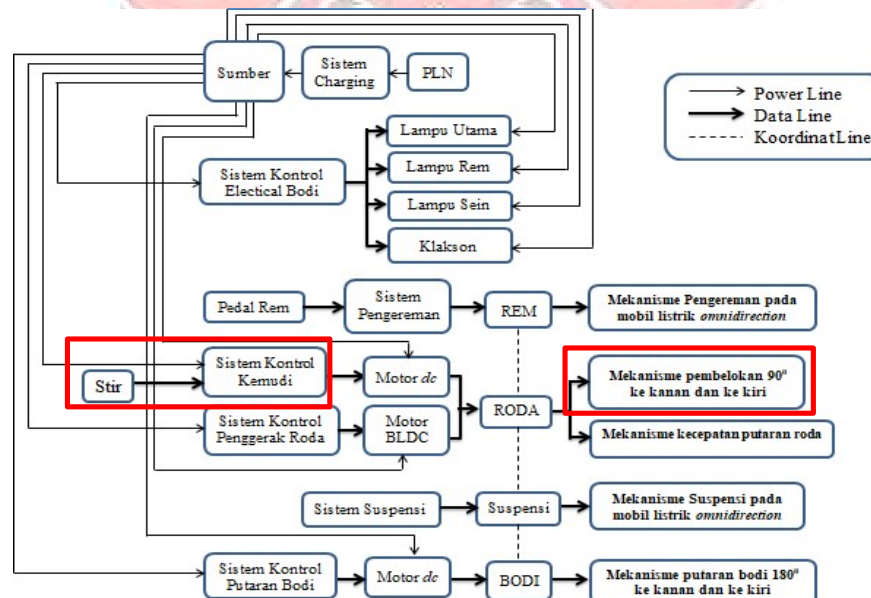 Sumber
Sistem
Charging
PLN
Power Line
Data Line
KoordinatLine
Sistem Kontrol
Electical Bodi
Lampu Utama
Lampu Rem
Lampu Sein
Klakson
Pedal Rem
Sistem
Pengereman
REM
Mekanisme Pengereman pada
mobil listrik omnidirection
Stir
Sistem Kontrol
Kemudi
Motor dc
Sistem Kontrol
Penggerak Roda
Motor
BLDC
RODA
Mekanisme pembelokan 90º
ke kanan dan ke kiri
Mekanisme kecepatan putaran roda
Sistem Suspensi
Suspensi
Mekanisme Suspensi pada
mobil listrik omnidirection
Sistem Kontrol
Putaran Bodi
Motor dc
BODI
Mekanisme putaran bodi 180º
ke kanan dan ke kiri